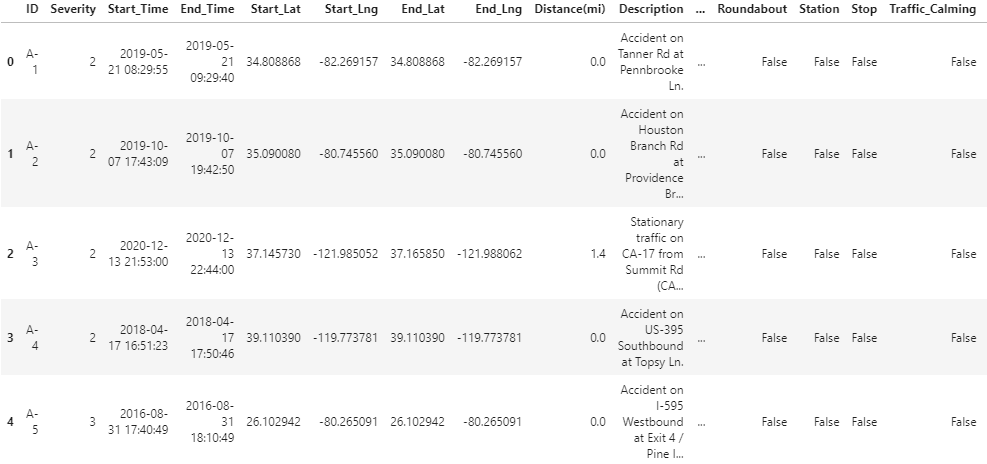 ID Severity Start_Time End_Time Start_Lat Start_Lng End_Lat End_Lng Distance(mi) Description ... Roundabout Station Stop Traffic_Calming
0 A-1 2 2019-05-21 08:29:55 2019-05-21 09:29:40 34.808868 -82.269157 34.808868 -82.269157 0.0 Accident on Tanner Rd at Pennbrooke Ln. ... False False False False
1 A-2 2 2019-10-07 17:43:09 2019-10-07 19:42:50 35.090080 -80.745560 35.090080 -80.745560 0.0 Accident on Houston Branch Rd at Providence Br... ... False False False False
2 A-3 2 2020-12-13 21:53:00 2020-12-13 22:44:00 37.145730 -121.985052 37.165850 -121.988062 1.4 Stationary traffic on CA-17 from Summit Rd (CA... ... False False False False
3 A-4 2 2018-04-17 16:51:23 2018-04-17 17:50:46 39.110390 -119.773781 39.110390 -119.773781 0.0 Accident on US-395 Southbound at Topsy Ln. ... False False False False
4 A-5 3 2016-08-31 17:40:49 2016-08-31 18:10:49 26.102942 -80.265091 26.102942 -80.265091 0.0 Accident on I-595 Westbound at Exit 4 / Pine I... ... False False False False